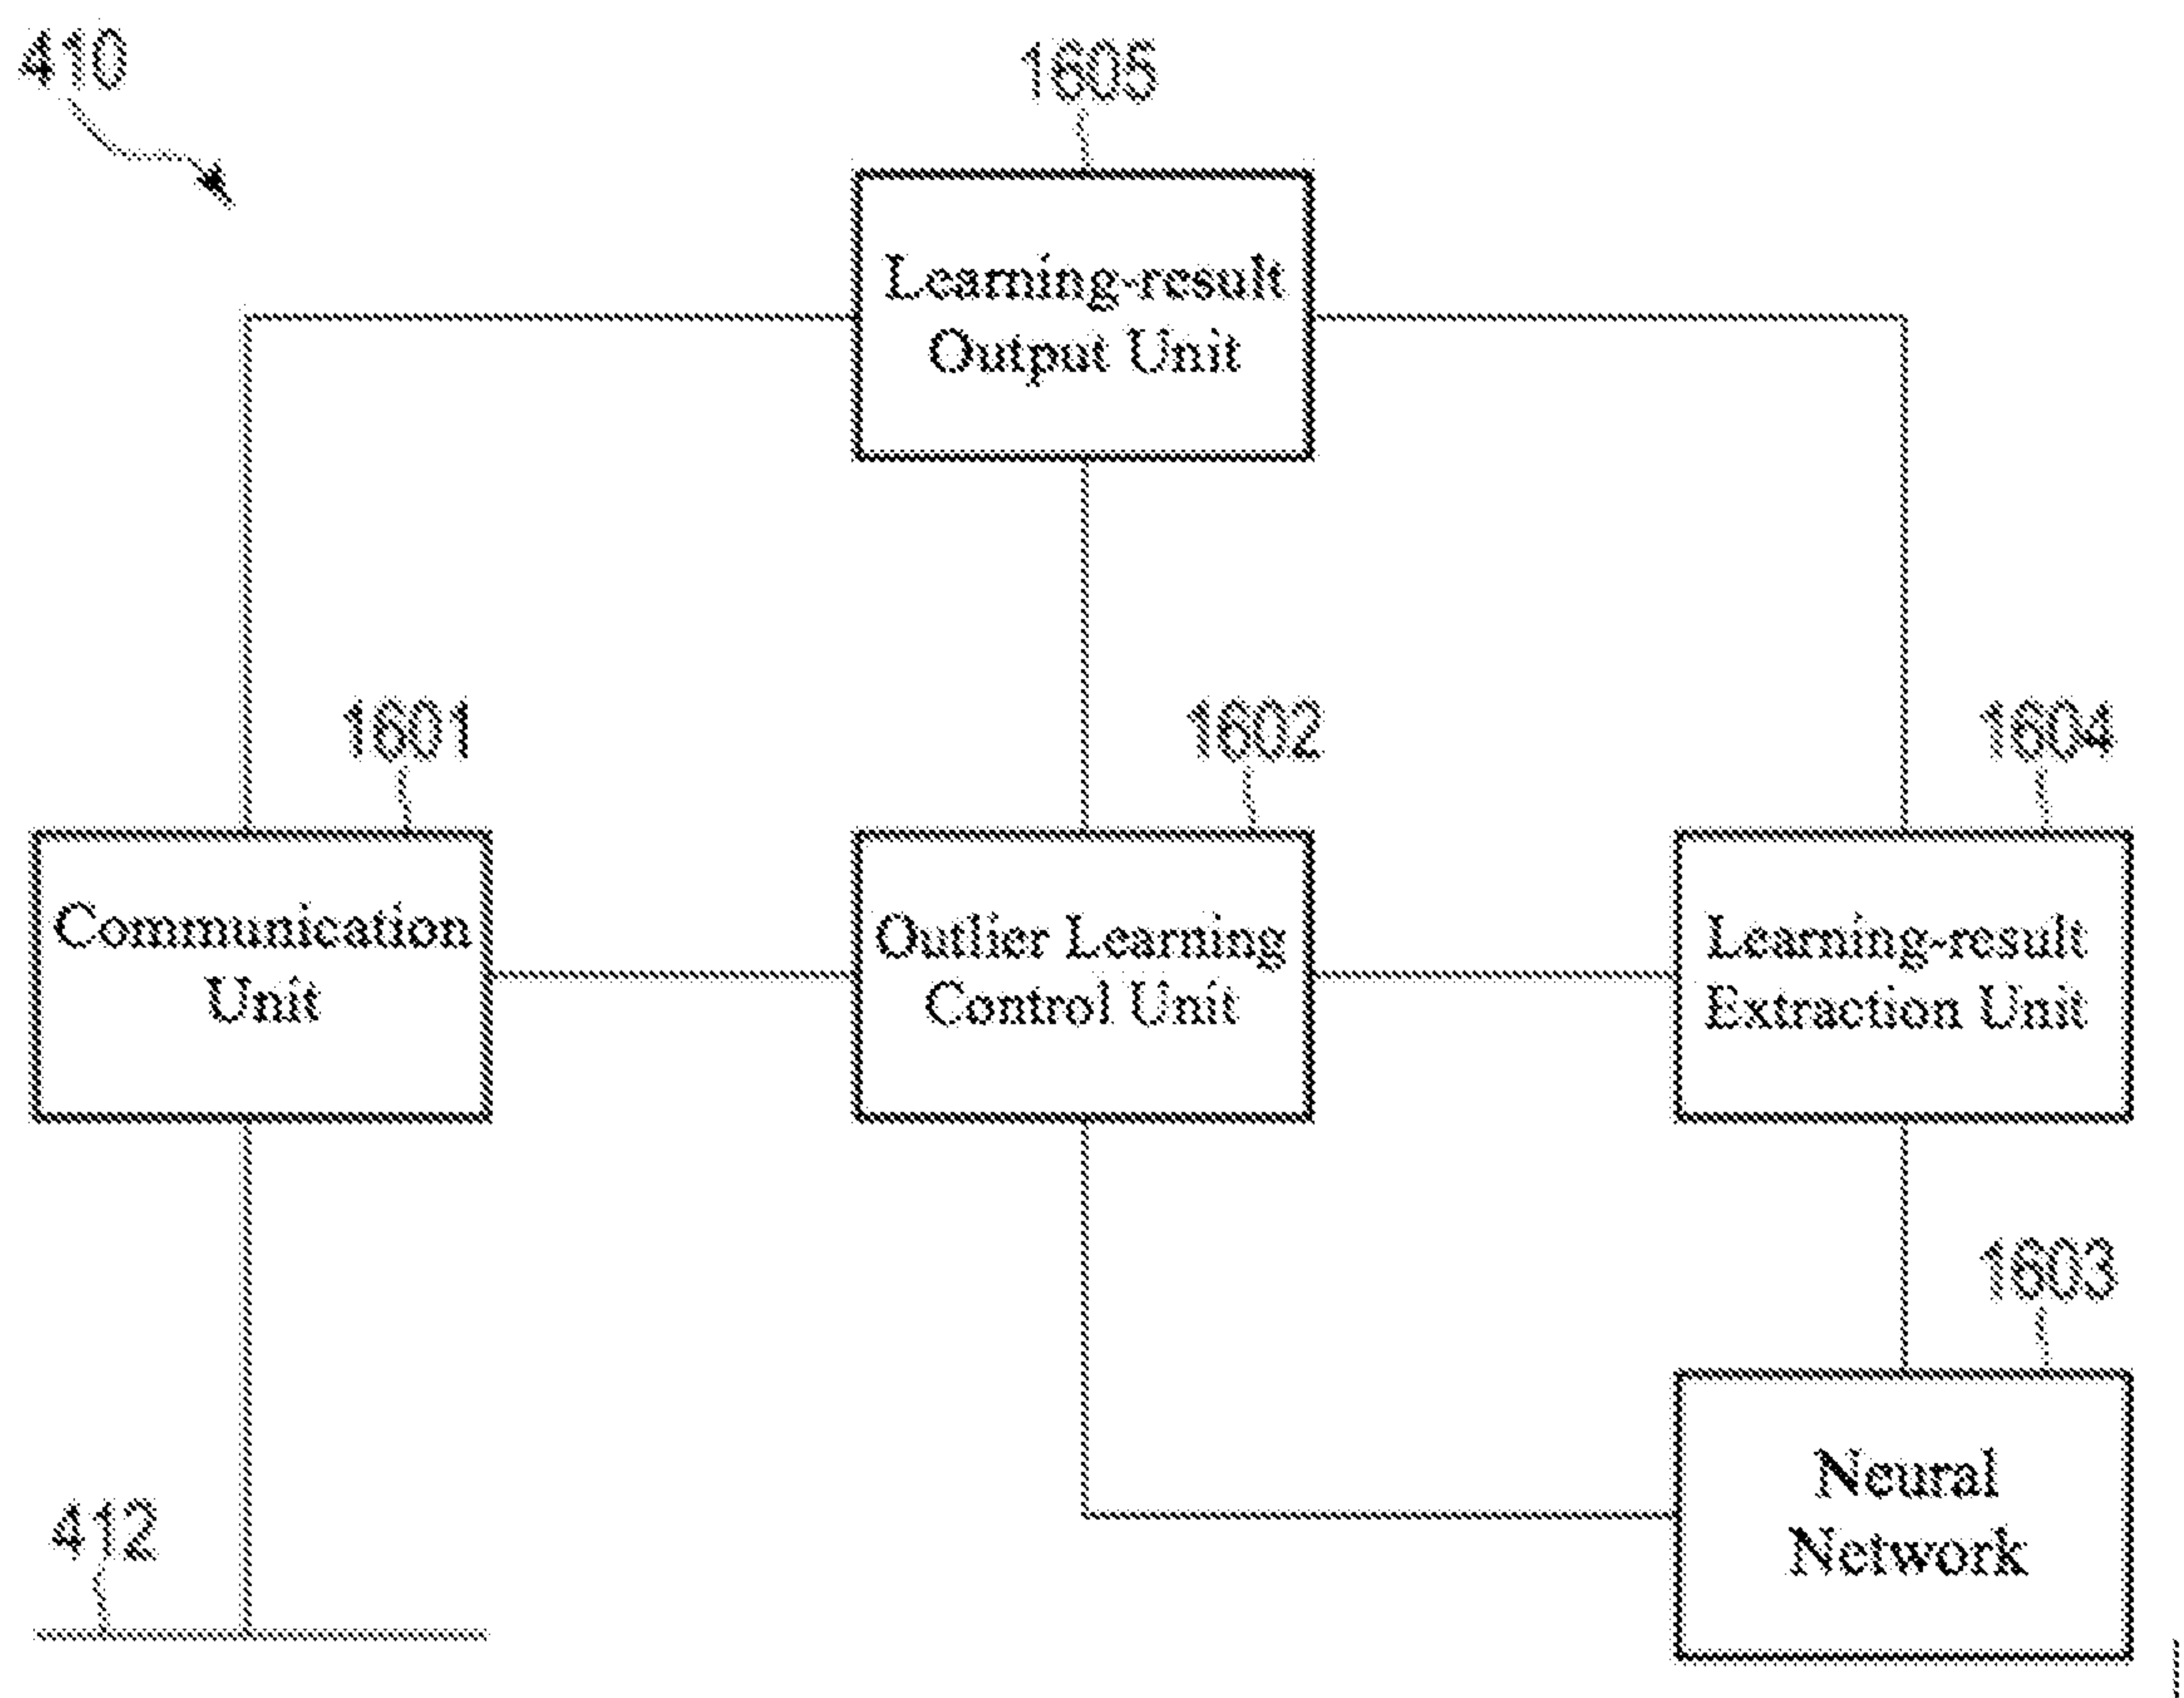 410
1605
Learning-result
Output Unit
1601
1602
1604
Communication
Unit
Outlier Learning
Control Unit
Learning-result
Extraction Unit
1603
Neural
Network
412